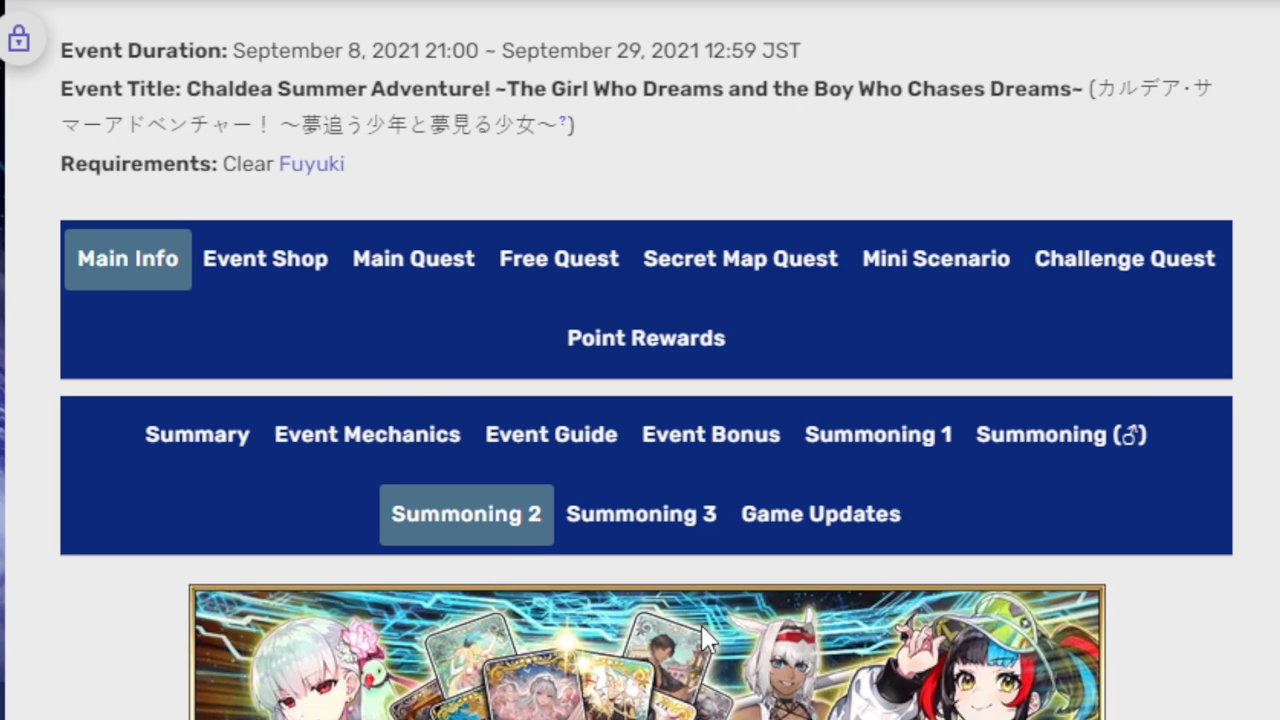 Event Duration: September 8, 2021 21:00 ~ September 29, 2021 12:59 JST
Event Title: Chaldea Summer Adventure! ~The Girl Who Dreams and the Boy Who Chases Dreams~ (カルデア·サ
マーアドベンチャー！ ～夢追う少年と夢見る少女～?)
Requirements: Clear Fuyuki
Main Info Event Shop Main Quest Free Quest Secret Map Quest Mini Scenario Challenge Quest
Point Rewards
Summary Event Mechanics Event Guide Event Bonus Summoning 1 Summoning (♂)
Summoning 2 Summoning 3 Game Updates